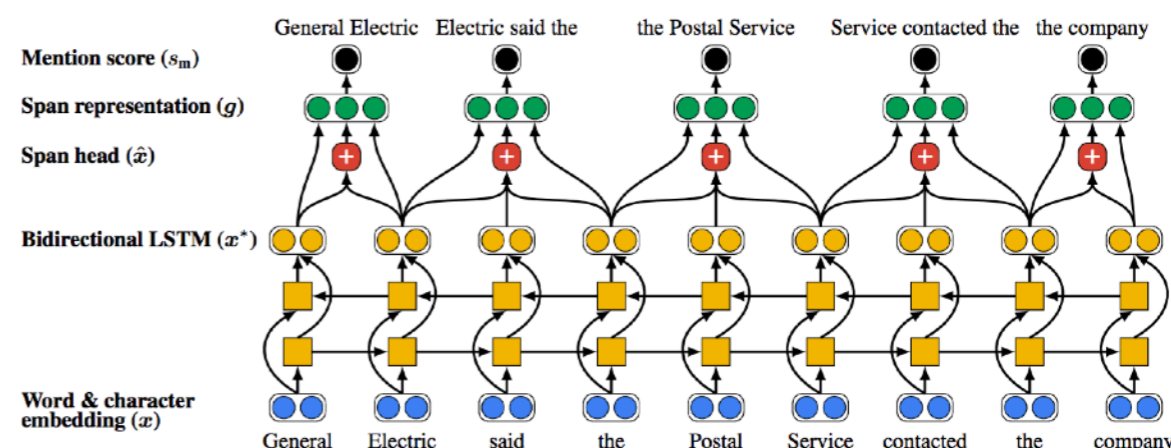 General Electric Electric said the the Postal Service Service contacted the the company
Mention score (sₘ)
Span representation (g)
Span head (x̂)
+ + + + +
Bidirectional LSTM (x*)
Word & character
embedding (x)
General Electric said the Postal Service contacted the company